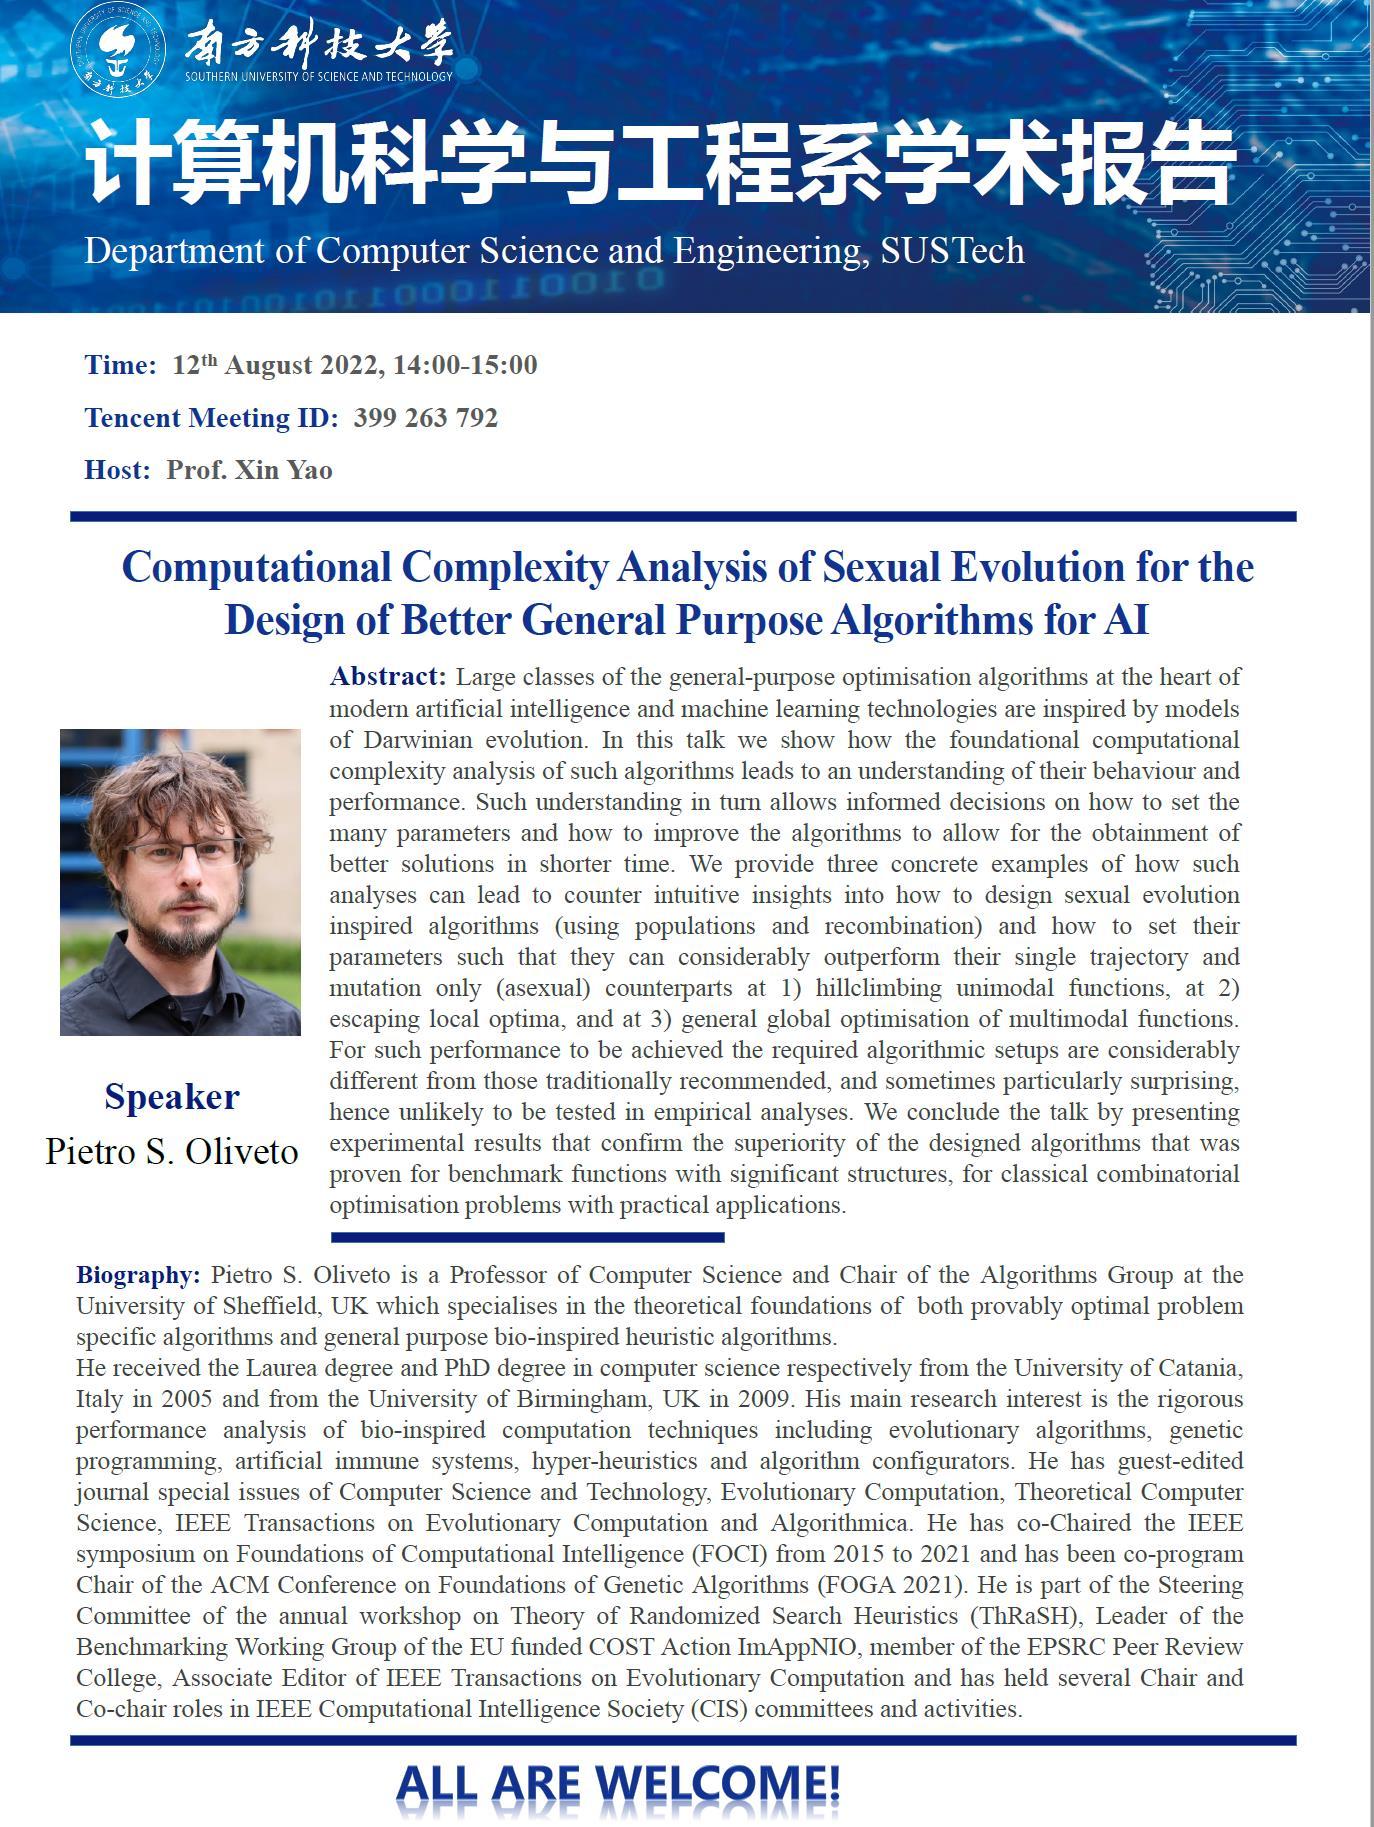 南方科技大学
SOUTHERN UNIVERSITY OF SCIENCE AND TECHNOLOGY
计算机科学与工程系学术报告
Department of Computer Science and Engineering, SUSTech
Time: 12th August 2022, 14:00-15:00
Tencent Meeting ID: 399 263 792
Host: Prof. Xin Yao
Computational Complexity Analysis of Sexual Evolution for the
Design of Better General Purpose Algorithms for AI
Abstract: Large classes of the general-purpose optimisation algorithms at the heart of
modern artificial intelligence and machine learning technologies are inspired by models
of Darwinian evolution. In this talk we show how the foundational computational
complexity analysis of such algorithms leads to an understanding of their behaviour and
performance. Such understanding in turn allows informed decisions on how to set the
many parameters and how to improve the algorithms to allow for the obtainment of
better solutions in shorter time. We provide three concrete examples of how such
analyses can lead to counter intuitive insights into how to design sexual evolution
inspired algorithms (using populations and recombination) and how to set their
parameters such that they can considerably outperform their single trajectory and
mutation only (asexual) counterparts at 1) hillclimbing unimodal functions, at 2)
escaping local optima, and at 3) general global optimisation of multimodal functions.
For such performance to be achieved the required algorithmic setups are considerably
different from those traditionally recommended, and sometimes particularly surprising,
hence unlikely to be tested in empirical analyses. We conclude the talk by presenting
experimental results that confirm the superiority of the designed algorithms that was
proven for benchmark functions with significant structures, for classical combinatorial
optimisation problems with practical applications.
Speaker
Pietro S. Oliveto
Biography: Pietro S. Oliveto is a Professor of Computer Science and Chair of the Algorithms Group at the
University of Sheffield, UK which specialises in the theoretical foundations of both provably optimal problem
specific algorithms and general purpose bio-inspired heuristic algorithms.
He received the Laurea degree and PhD degree in computer science respectively from the University of Catania,
Italy in 2005 and from the University of Birmingham, UK in 2009. His main research interest is the rigorous
performance analysis of bio-inspired computation techniques including evolutionary algorithms, genetic
programming, artificial immune systems, hyper-heuristics and algorithm configurators. He has guest-edited
journal special issues of Computer Science and Technology, Evolutionary Computation, Theoretical Computer
Science, IEEE Transactions on Evolutionary Computation and Algorithmica. He has co-Chaired the IEEE
symposium on Foundations of Computational Intelligence (FOCI) from 2015 to 2021 and has been co-program
Chair of the ACM Conference on Foundations of Genetic Algorithms (FOGA 2021). He is part of the Steering
Committee of the annual workshop on Theory of Randomized Search Heuristics (ThRaSH), Leader of the
Benchmarking Working Group of the EU funded COST Action ImAppNIO, member of the EPSRC Peer Review
College, Associate Editor of IEEE Transactions on Evolutionary Computation and has held several Chair and
Co-chair roles in IEEE Computational Intelligence Society (CIS) committees and activities.
ALL ARE WELCOME!